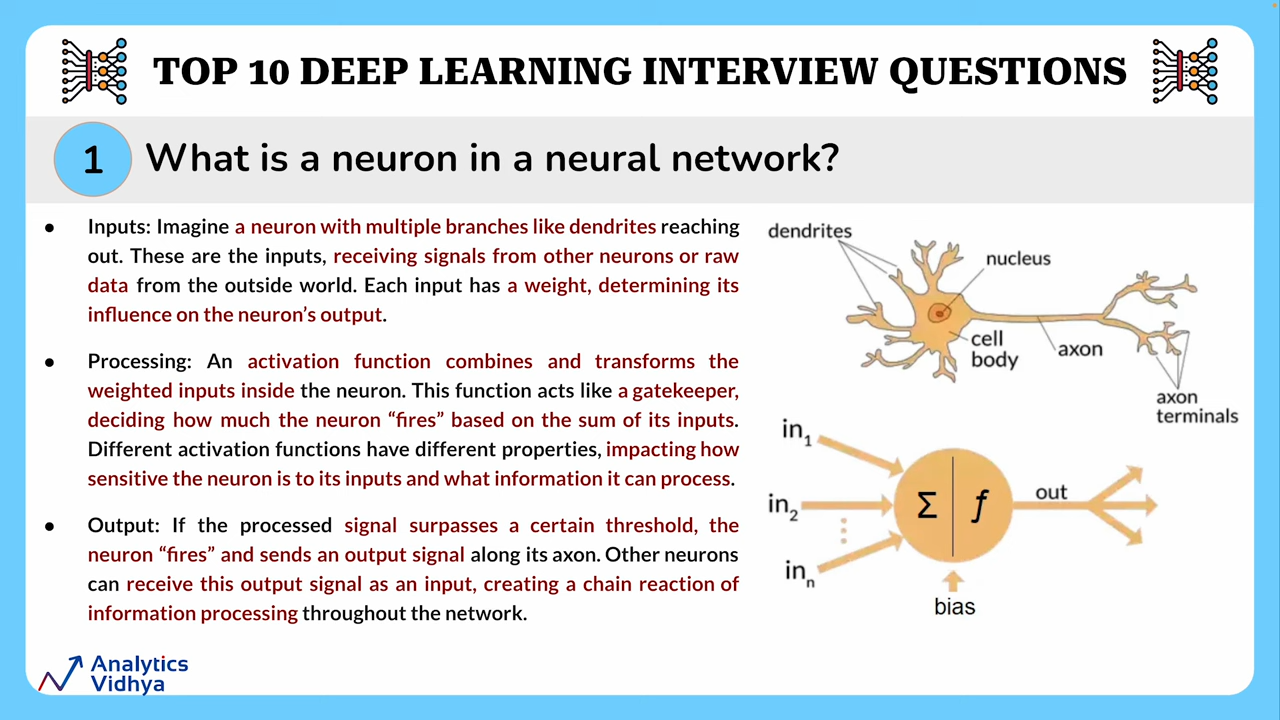 TOP 10 DEEP LEARNING INTERVIEW QUESTIONS
1 What is a neuron in a neural network?
● Inputs: Imagine a neuron with multiple branches like dendrites reaching
out. These are the inputs, receiving signals from other neurons or raw
data from the outside world. Each input has a weight, determining its
influence on the neuron's output.
● Processing: An activation function combines and transforms the
weighted inputs inside the neuron. This function acts like a gatekeeper,
deciding how much the neuron “fires” based on the sum of its inputs.
Different activation functions have different properties, impacting how
sensitive the neuron is to its inputs and what information it can process.
● Output: If the processed signal surpasses a certain threshold, the
neuron “fires” and sends an output signal along its axon. Other neurons
can receive this output signal as an input, creating a chain reaction of
information processing throughout the network.
dendrites
nucleus
cell
body
axon
axon
terminals
in1
in2
inn
Σ f
out
bias
Analytics
Vidhya